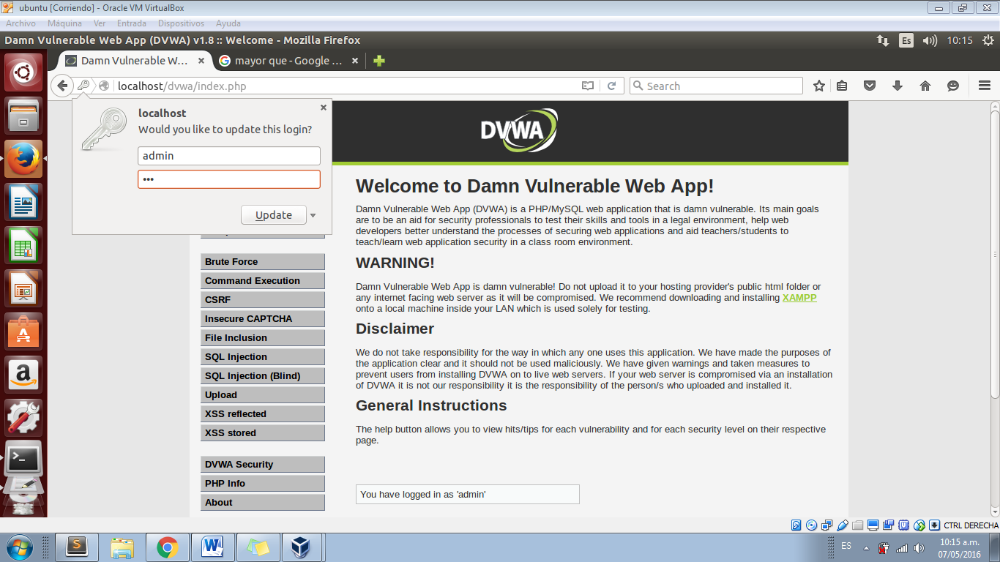 ubuntu [Corriendo] - Oracle VM VirtualBox
Archivo Máquina Ver Entrada Dispositivos Ayuda
Damn Vulnerable Web App (DVWA) v1.8 :: Welcome - Mozilla Firefox
Es
10:15
Damn Vulnerable W...
mayor que - Google ...
localhost/dvwa/index.php
Search
localhost
Would you like to update this login?
admin
•••
Update
DVWA
Welcome to Damn Vulnerable Web App!
Damn Vulnerable Web App (DVWA) is a PHP/MySQL web application that is damn vulnerable. Its main goals
are to be an aid for security professionals to test their skills and tools in a legal environment, help web
developers better understand the processes of securing web applications and aid teachers/students to
teach/learn web application security in a class room environment.
WARNING!
Damn Vulnerable Web App is damn vulnerable! Do not upload it to your hosting provider's public html folder or
any internet facing web server as it will be compromised. We recommend downloading and installing XAMPP
onto a local machine inside your LAN which is used solely for testing.
Disclaimer
We do not take responsibility for the way in which any one uses this application. We have made the purposes of
the application clear and it should not be used maliciously. We have given warnings and taken measures to
prevent users from installing DVWA on to live web servers. If your web server is compromised via an installation
of DVWA it is not our responsibility it is the responsibility of the person/s who uploaded and installed it.
General Instructions
The help button allows you to view hits/tips for each vulnerability and for each security level on their respective
page.
You have logged in as 'admin'
Brute Force
Command Execution
CSRF
Insecure CAPTCHA
File Inclusion
SQL Injection
SQL Injection (Blind)
Upload
XSS reflected
XSS stored
DVWA Security
PHP Info
About
CTRL DERECHA
ES
10:15 a.m.
07/05/2016